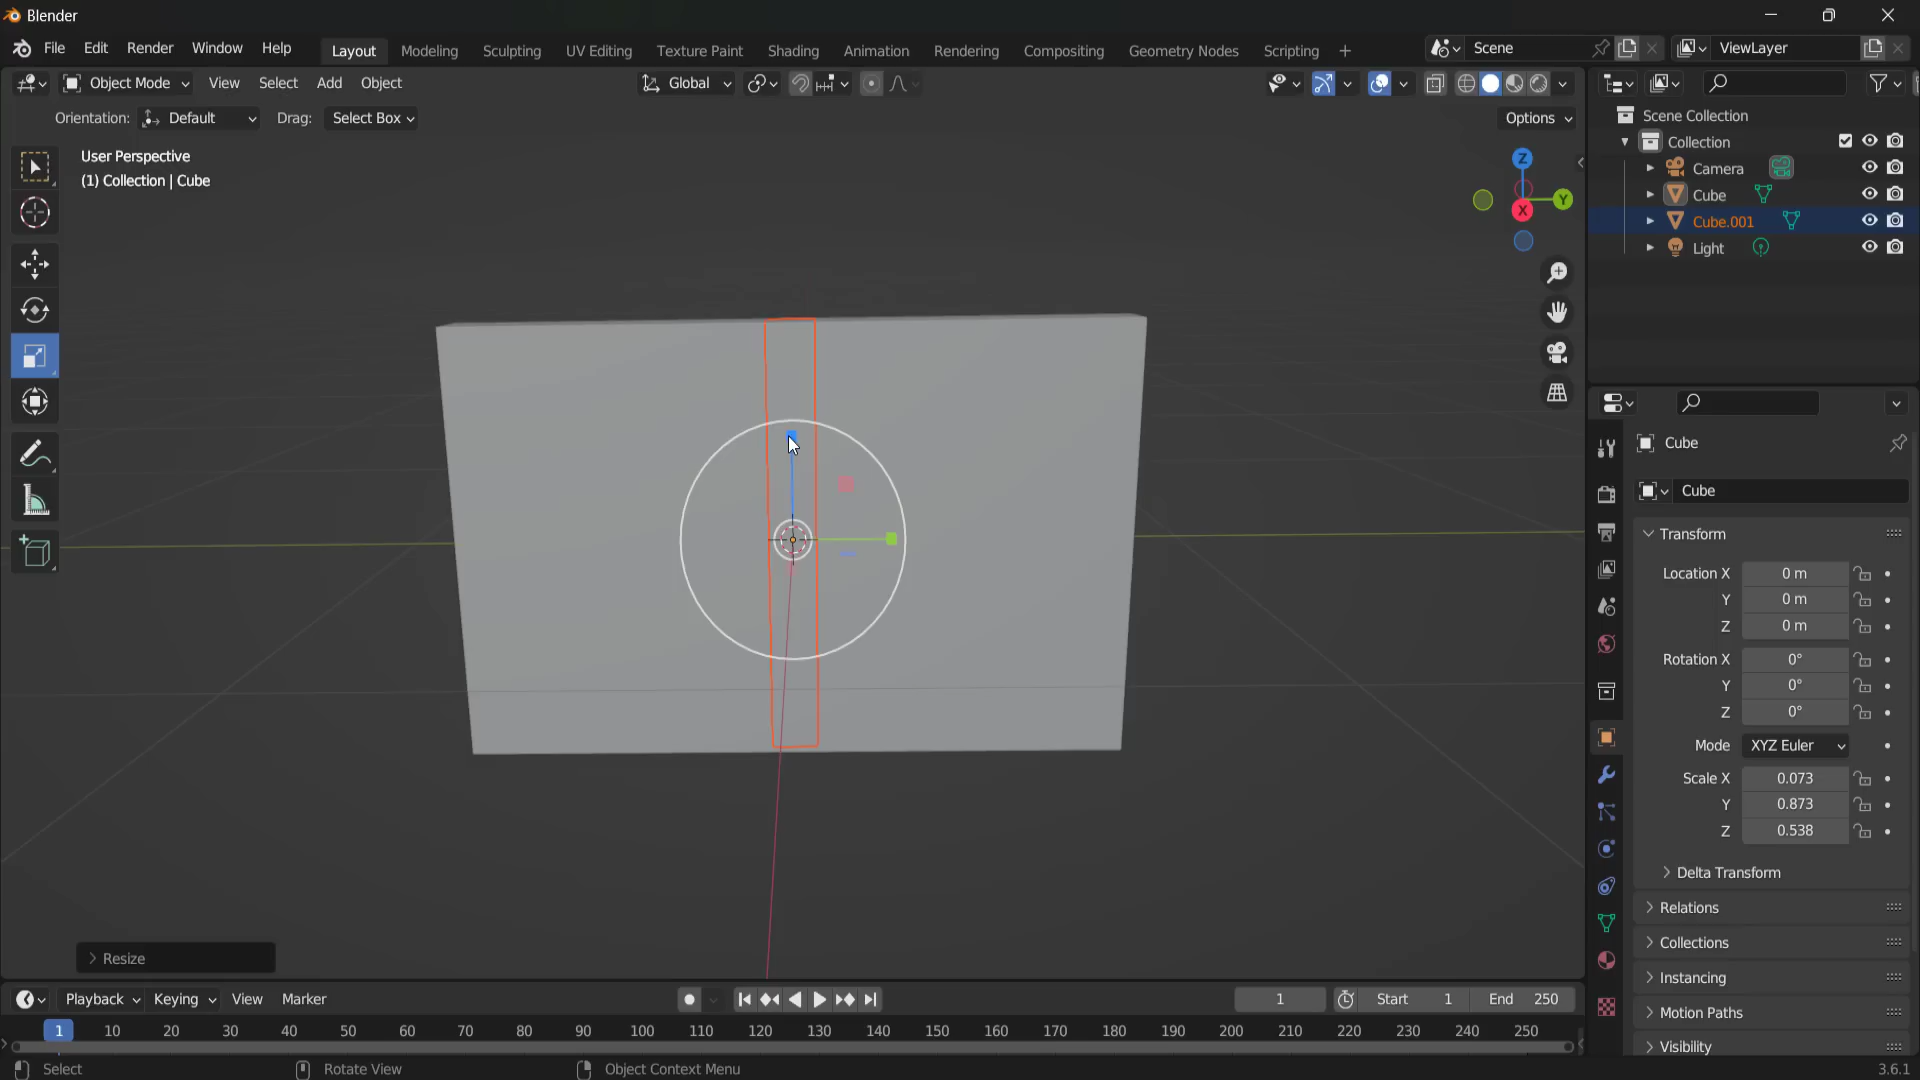 Blender
File Edit Render Window Help Layout Modeling Sculpting UV Editing Texture Paint Shading Animation Rendering Compositing Geometry Nodes Scripting + Scene ViewLayer
Object Mode View Select Add Object Global
Orientation: Default Drag: Select Box Options
User Perspective
(1) Collection | Cube
Z
Y
X
Scene Collection
Collection
Camera
Cube
Cube.001
Light
Cube
Cube
Transform
Location X 0 m
Y 0 m
Z 0 m
Rotation X 0°
Y 0°
Z 0°
Mode XYZ Euler
Scale X 0.073
Y 0.873
Z 0.538
Delta Transform
Relations
Collections
Instancing
Motion Paths
Visibility
Resize
Playback Keying View Marker 1 Start 1 End 250
1 10 20 30 40 50 60 70 80 90 100 110 120 130 140 150 160 170 180 190 200 210 220 230 240 250
Select Rotate View Object Context Menu 3.6.1